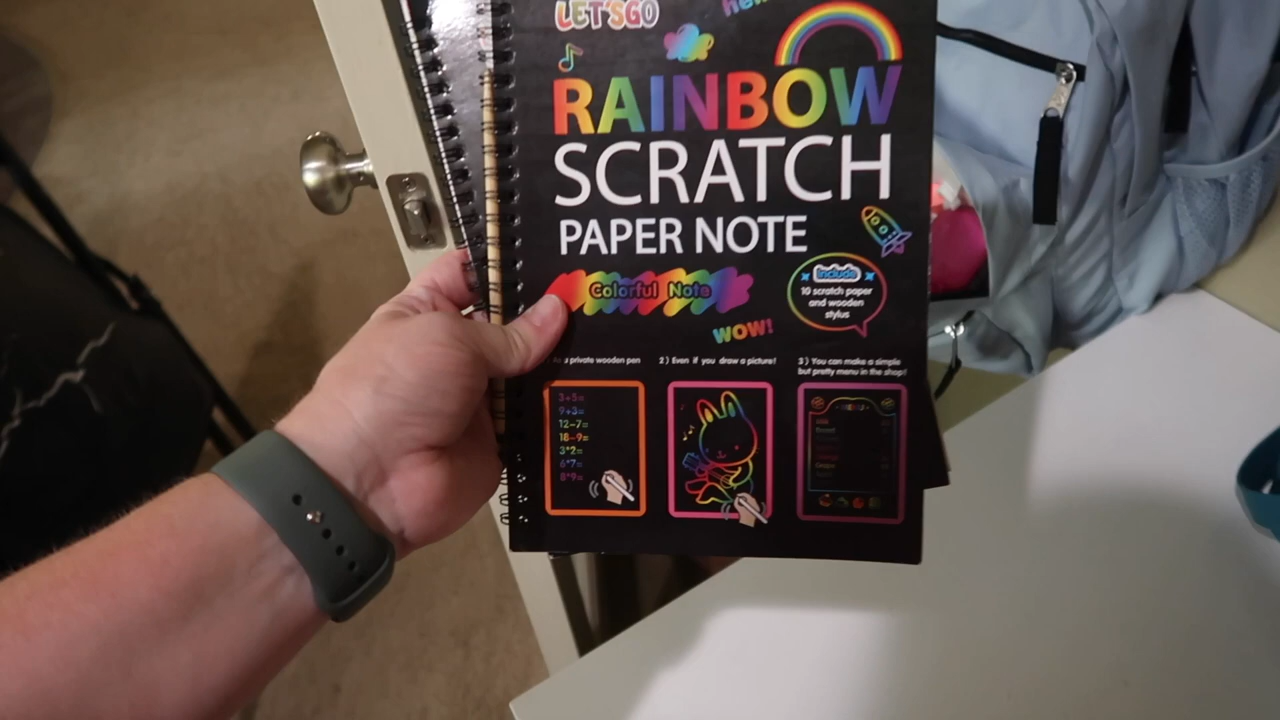 LET'SGO
RAINBOW
SCRATCH
PAPER NOTE
Include
10 scratch paper
and wooden
stylus
Colorful Note
WOW!
a private wooden pen
2) Even if you draw a picture!
3) You can make a simple
but pretty menu in the shop!
3+5=
9+3=
12-7=
18-9=
3*2=
6*7=
8*9=